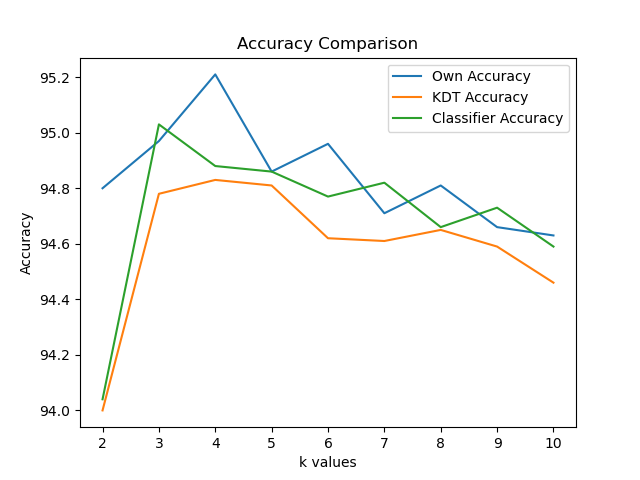 Accuracy Comparison
Own Accuracy
KDT Accuracy
Classifier Accuracy
Accuracy
95.2
95.0
94.8
94.6
94.4
94.2
94.0
2 3 4 5 6 7 8 9 10
k values